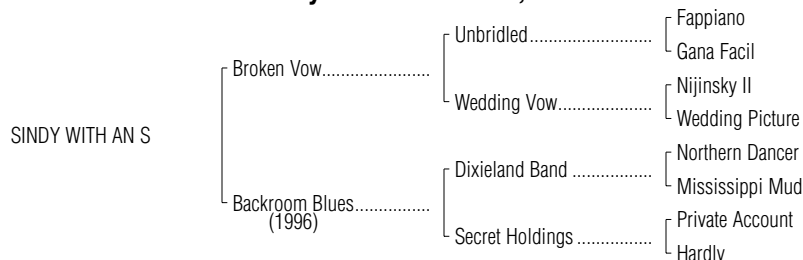 Fappiano
Unbridled
Gana Facil
Broken Vow
Nijinsky II
Wedding Vow
Wedding Picture
SINDY WITH AN S
Northern Dancer
Dixieland Band
Mississippi Mud
Backroom Blues
(1996)
Private Account
Secret Holdings
Hardly